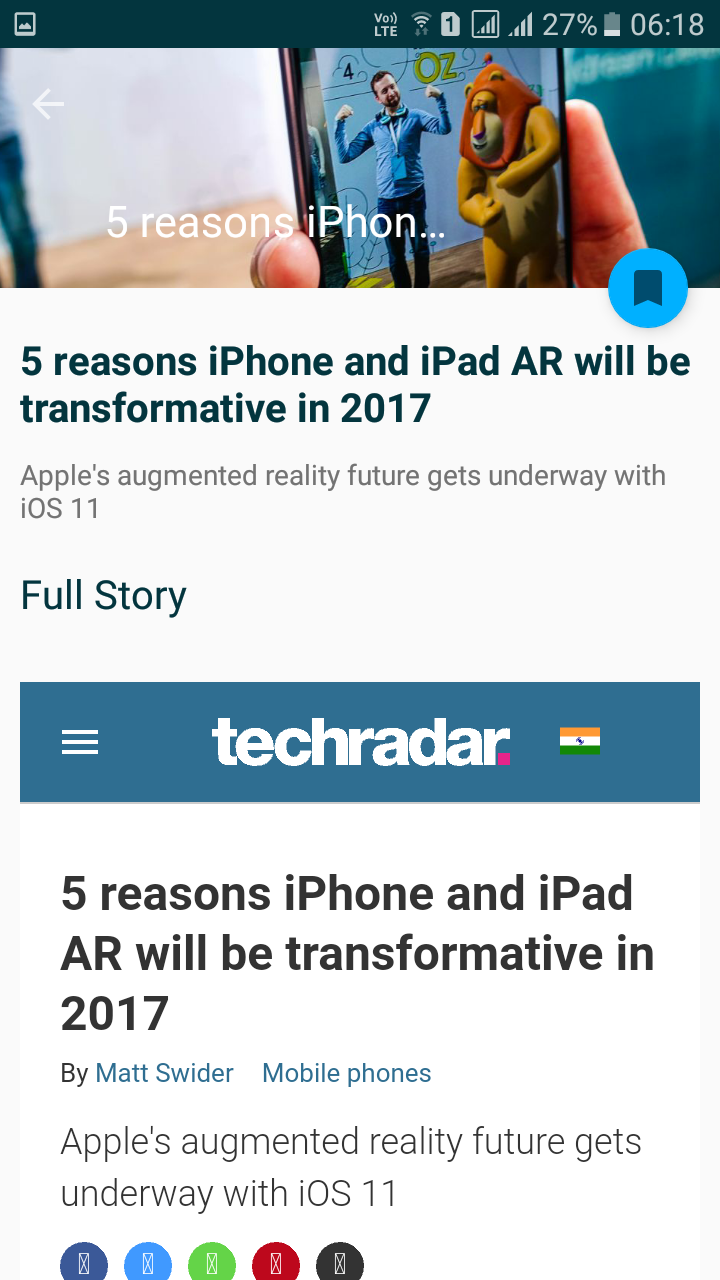 Vo)) LTE 1 27% 06:18
4
OZ
5 reasons iPhon...
5 reasons iPhone and iPad AR will be
transformative in 2017
Apple's augmented reality future gets underway with
iOS 11
Full Story
techradar.
5 reasons iPhone and iPad
AR will be transformative in
2017
By Matt Swider Mobile phones
Apple's augmented reality future gets
underway with iOS 11